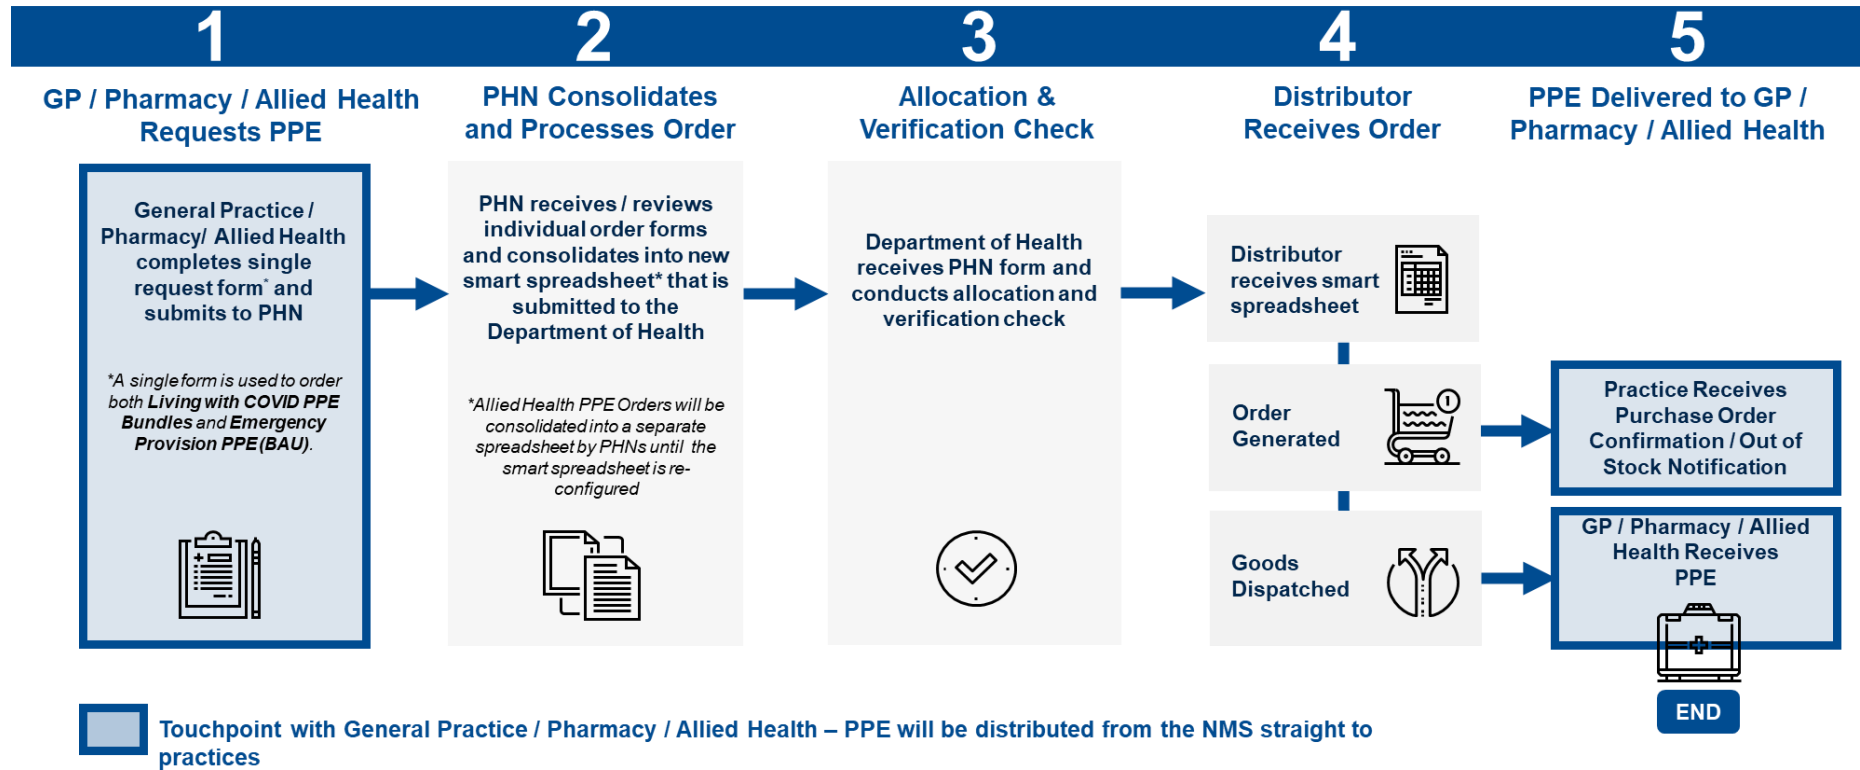 1
2
3
4
5
GP / Pharmacy / Allied Health
Requests PPE
PHN Consolidates
and Processes Order
Allocation &
Verification Check
Distributor
Receives Order
PPE Delivered to GP /
Pharmacy / Allied Health
General Practice /
Pharmacy/ Allied Health
completes single
request form* and
submits to PHN
*A single form is used to order
both Living with COVID PPE
Bundles and Emergency
Provision PPE (BAU).
PHN receives / reviews
individual order forms
and consolidates into new
smart spreadsheet* that is
submitted to the
Department of Health
*Allied Health PPE Orders will be
consolidated into a separate
spreadsheet by PHNs until the
smart spreadsheet is re-
configured
Department of Health
receives PHN form and
conducts allocation and
verification check
Distributor
receives smart
spreadsheet
Order
Generated
1
Goods
Dispatched
Practice Receives
Purchase Order
Confirmation / Out of
Stock Notification
GP / Pharmacy / Allied
Health Receives
PPE
END
Touchpoint with General Practice / Pharmacy / Allied Health – PPE will be distributed from the NMS straight to
practices